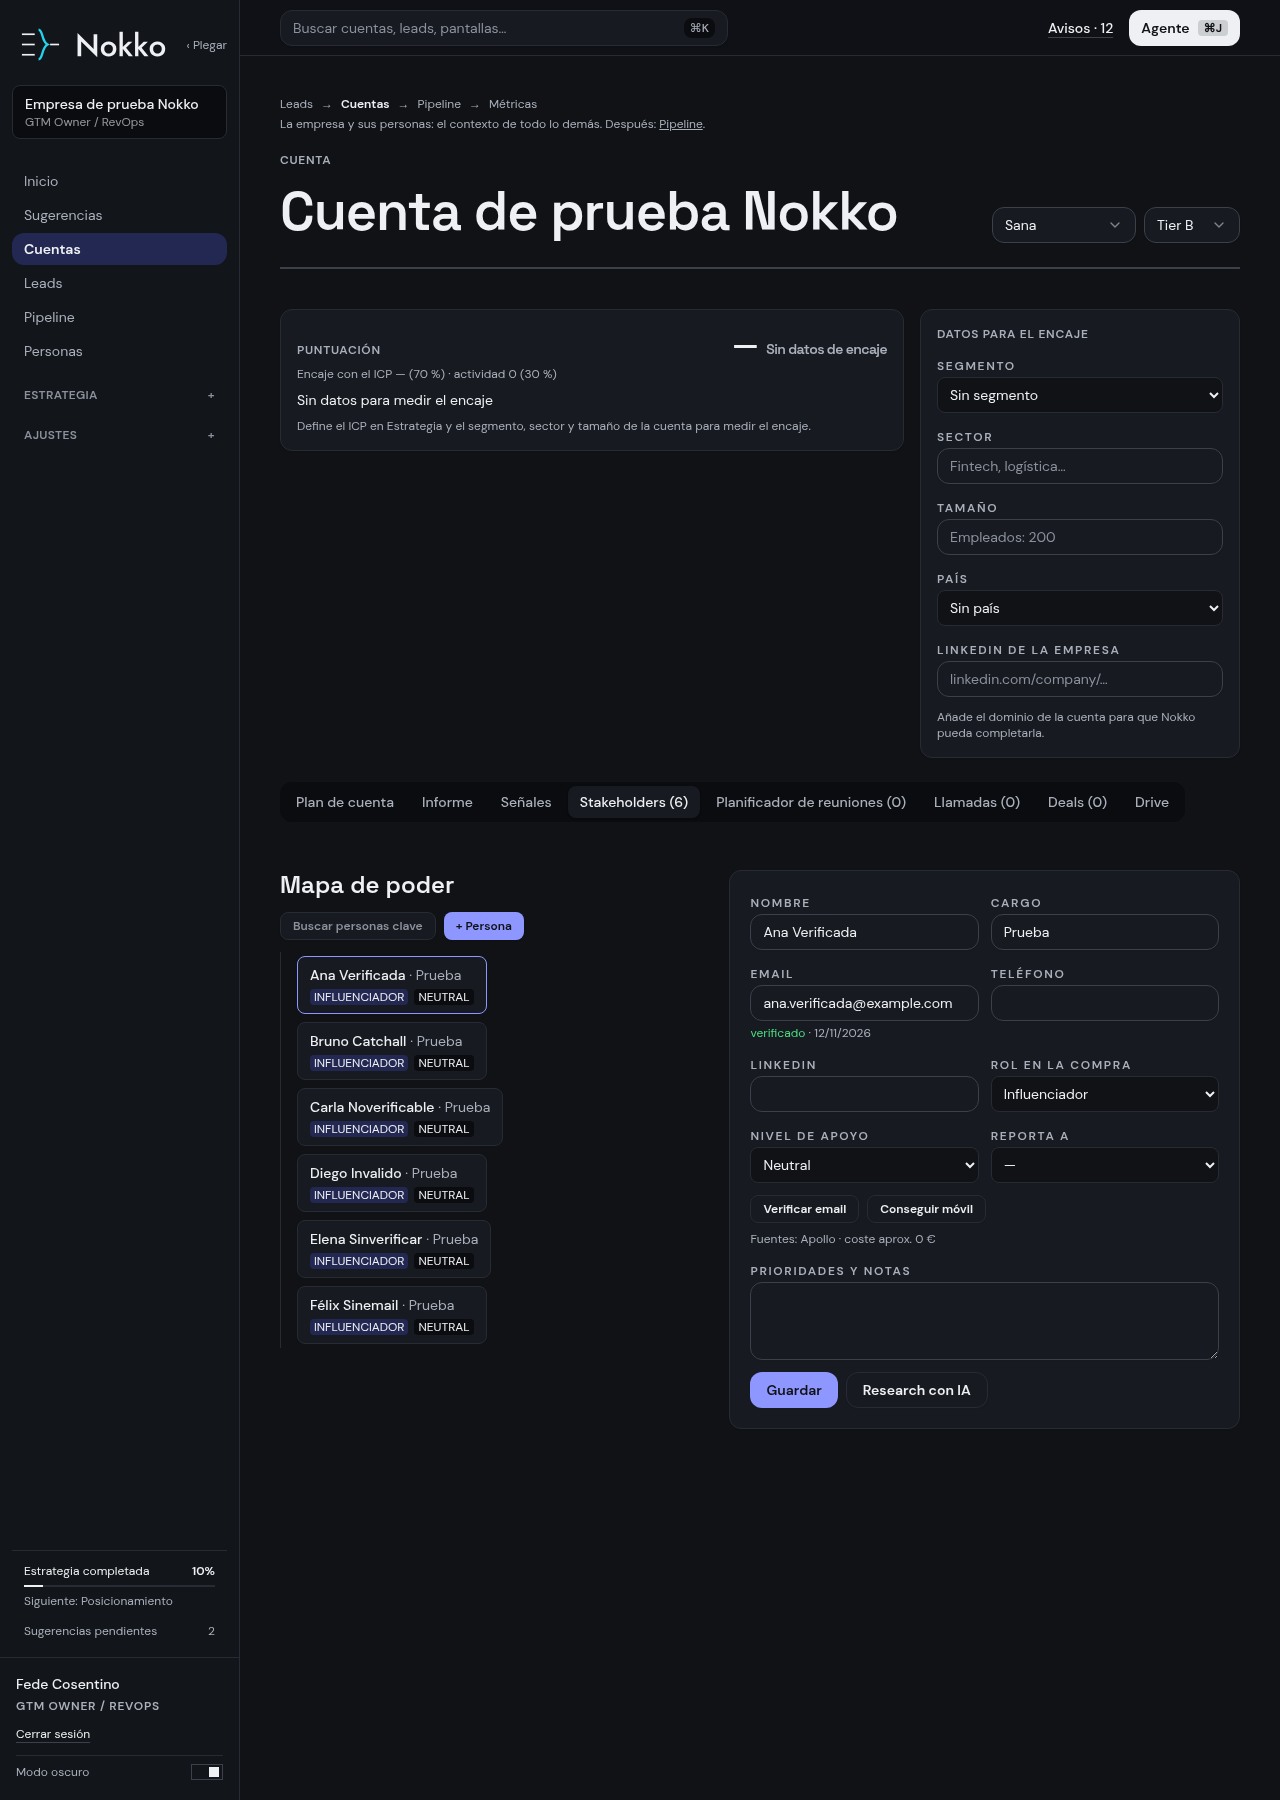 Nokko
‹ Plegar
Empresa de prueba Nokko
GTM Owner / RevOps
Inicio
Sugerencias
Cuentas
Leads
Pipeline
Personas
ESTRATEGIA +
AJUSTES +
Estrategia completada 10%
Siguiente: Posicionamiento
Sugerencias pendientes 2
Fede Cosentino
GTM OWNER / REVOPS
Cerrar sesión
Modo oscuro
Buscar cuentas, leads, pantallas... ⌘K
Avisos · 12
Agente ⌘J
Leads → Cuentas → Pipeline → Métricas
La empresa y sus personas: el contexto de todo lo demás. Después: Pipeline.
CUENTA
Cuenta de prueba Nokko
Sana
Tier B
PUNTUACIÓN
— Sin datos de encaje
Encaje con el ICP — (70 %) · actividad 0 (30 %)
Sin datos para medir el encaje
Define el ICP en Estrategia y el segmento, sector y tamaño de la cuenta para medir el encaje.
DATOS PARA EL ENCAJE
SEGMENTO
Sin segmento
SECTOR
Fintech, logística...
TAMAÑO
Empleados: 200
PAÍS
Sin país
LINKEDIN DE LA EMPRESA
linkedin.com/company/...
Añade el dominio de la cuenta para que Nokko
pueda completarla.
Plan de cuenta
Informe
Señales
Stakeholders (6)
Planificador de reuniones (0)
Llamadas (0)
Deals (0)
Drive
Mapa de poder
Buscar personas clave
+ Persona
Ana Verificada · Prueba
INFLUENCIADOR NEUTRAL
Bruno Catchall · Prueba
INFLUENCIADOR NEUTRAL
Carla Noverificable · Prueba
INFLUENCIADOR NEUTRAL
Diego Invalido · Prueba
INFLUENCIADOR NEUTRAL
Elena Sinverificar · Prueba
INFLUENCIADOR NEUTRAL
Félix Sinemail · Prueba
INFLUENCIADOR NEUTRAL
NOMBRE
Ana Verificada
CARGO
Prueba
EMAIL
ana.verificada@example.com
verificado · 12/11/2026
TELÉFONO
LINKEDIN
ROL EN LA COMPRA
Influenciador
NIVEL DE APOYO
Neutral
REPORTA A
—
Verificar email
Conseguir móvil
Fuentes: Apollo · coste aprox. 0 €
PRIORIDADES Y NOTAS
Guardar
Research con IA